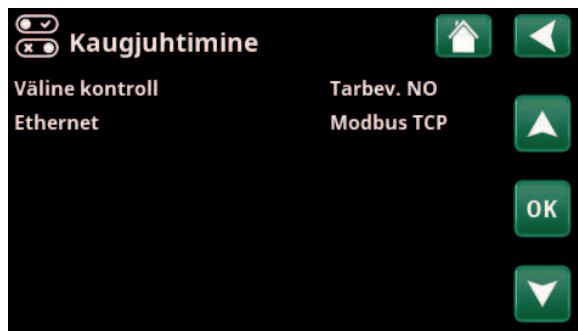 Kaugjuhtimine
Väline kontroll Tarbev. NO
Ethernet Modbus TCP
OK